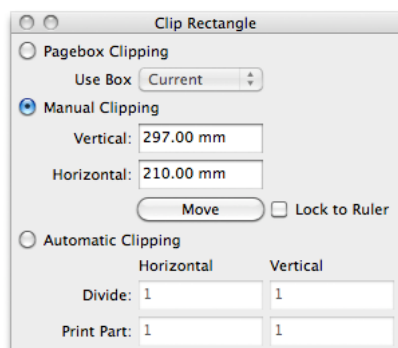 Clip Rectangle
Pagebox Clipping
Use Box Current
Manual Clipping
Vertical: 297.00 mm
Horizontal: 210.00 mm
Move Lock to Ruler
Automatic Clipping
Horizontal Vertical
Divide: 1 1
Print Part: 1 1